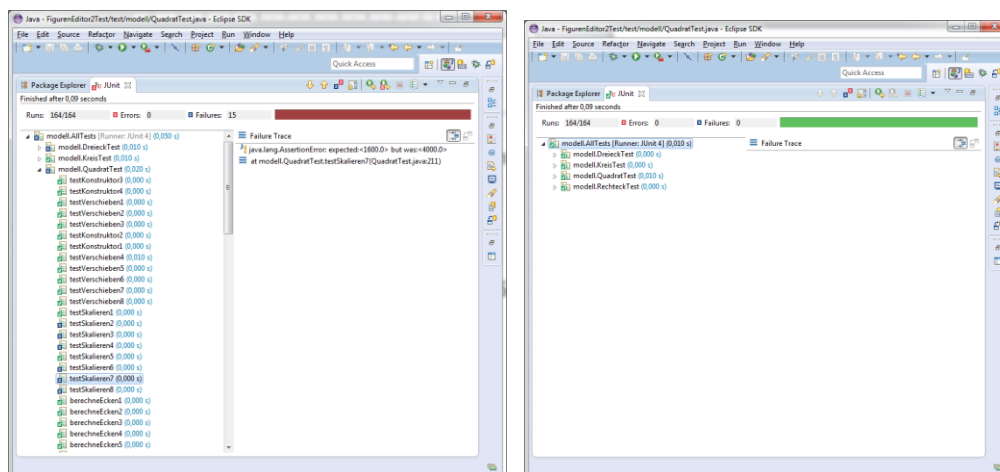 Java - FigurenEditor2Test/test/modell/QuadratTest.java - Eclipse SDK
File Edit Source Refactor Navigate Search Project Run Window Help
Quick Access
Package Explorer JUnit
Finished after 0,09 seconds
Runs: 164/164 Errors: 0 Failures: 15
modell.AllTests [Runner: JUnit 4] (0,050 s)
modell.DreieckTest (0,010 s)
modell.KreisTest (0,010 s)
modell.QuadratTest (0,020 s)
testKonstruktor3 (0,000 s)
testKonstruktor4 (0,000 s)
testVerschieben1 (0,000 s)
testVerschieben2 (0,000 s)
testVerschieben3 (0,000 s)
testKonstruktor2 (0,000 s)
testKonstruktor1 (0,000 s)
testVerschieben4 (0,010 s)
testVerschieben5 (0,000 s)
testVerschieben6 (0,000 s)
testVerschieben7 (0,000 s)
testVerschieben8 (0,000 s)
testSkalieren1 (0,000 s)
testSkalieren2 (0,000 s)
testSkalieren3 (0,000 s)
testSkalieren4 (0,000 s)
testSkalieren5 (0,000 s)
testSkalieren6 (0,000 s)
testSkalieren7 (0,000 s)
testSkalieren8 (0,000 s)
berechneEcken1 (0,000 s)
berechneEcken2 (0,000 s)
berechneEcken3 (0,000 s)
berechneEcken4 (0,000 s)
berechneEcken5 (0,000 s)
Failure Trace
java.lang.AssertionError: expected:<1600.0> but was:<4000.0>
at modell.QuadratTest.testSkalieren7(QuadratTest.java:211)
Java - FigurenEditor2Test/test/modell/QuadratTest.java - Eclipse SDK
File Edit Source Refactor Navigate Search Project Run Window Help
Quick Access
Package Explorer JUnit
Finished after 0,09 seconds
Runs: 164/164 Errors: 0 Failures: 0
modell.AllTests [Runner: JUnit 4] (0,010 s)
modell.DreieckTest (0,000 s)
modell.KreisTest (0,000 s)
modell.QuadratTest (0,010 s)
modell.RechteckTest (0,000 s)
Failure Trace